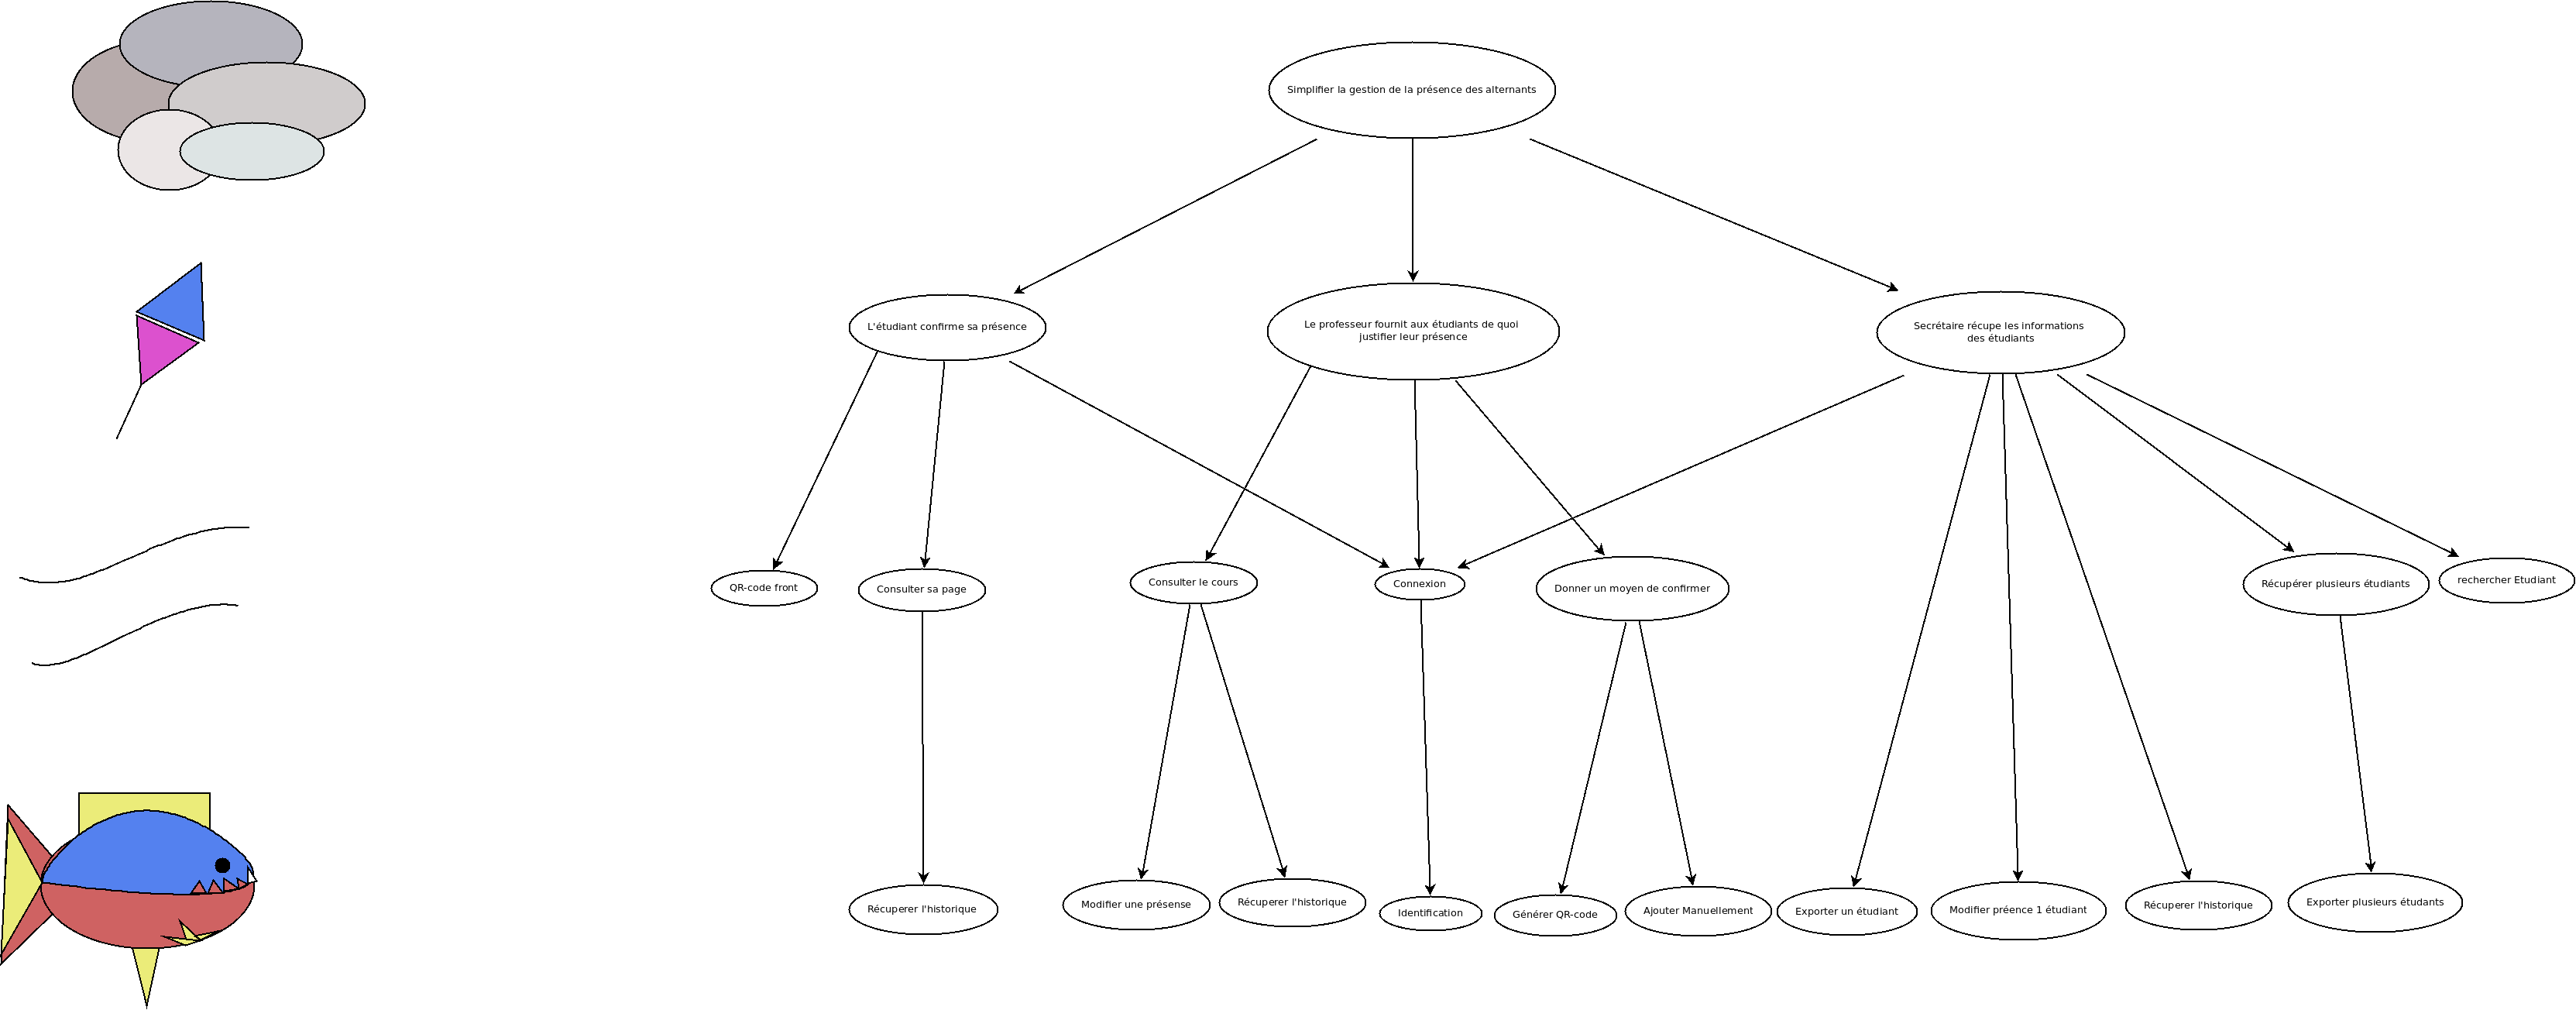 Simplifier la gestion de la présence des alternants
L'étudiant confirme sa présence
Le professeur fournit aux étudiants de quoi
justifier leur présence
Secrétaire récupe les informations
des étudiants
QR-code front
Consulter sa page
Consulter le cours
Connexion
Donner un moyen de confirmer
Récupérer plusieurs étudiants
rechercher Etudiant
Récuperer l'historique
Modifier une présense
Récuperer l'historique
Identification
Générer QR-code
Ajouter Manuellement
Exporter un étudiant
Modifier préence 1 étudiant
Récuperer l'historique
Exporter plusieurs étudants